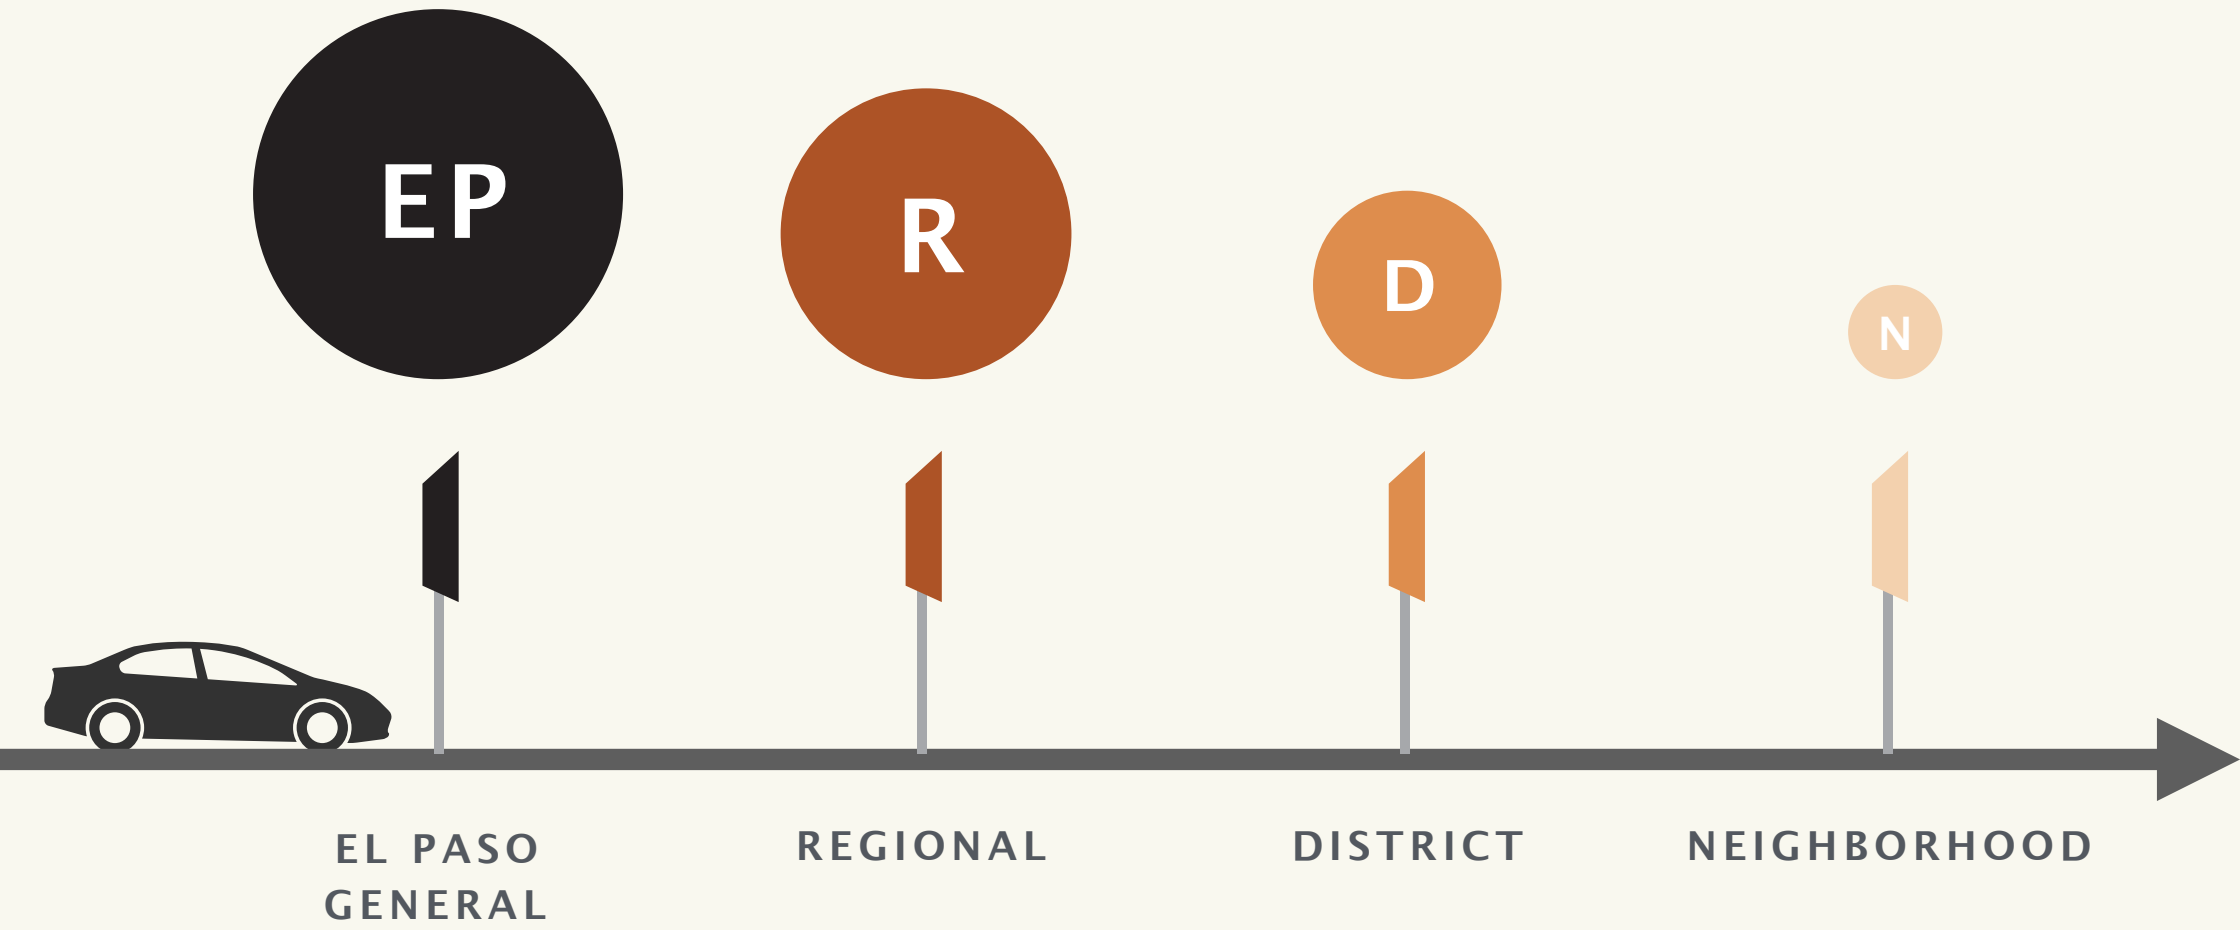 EP
R
D
N
EL PASO
GENERAL
REGIONAL
DISTRICT
NEIGHBORHOOD